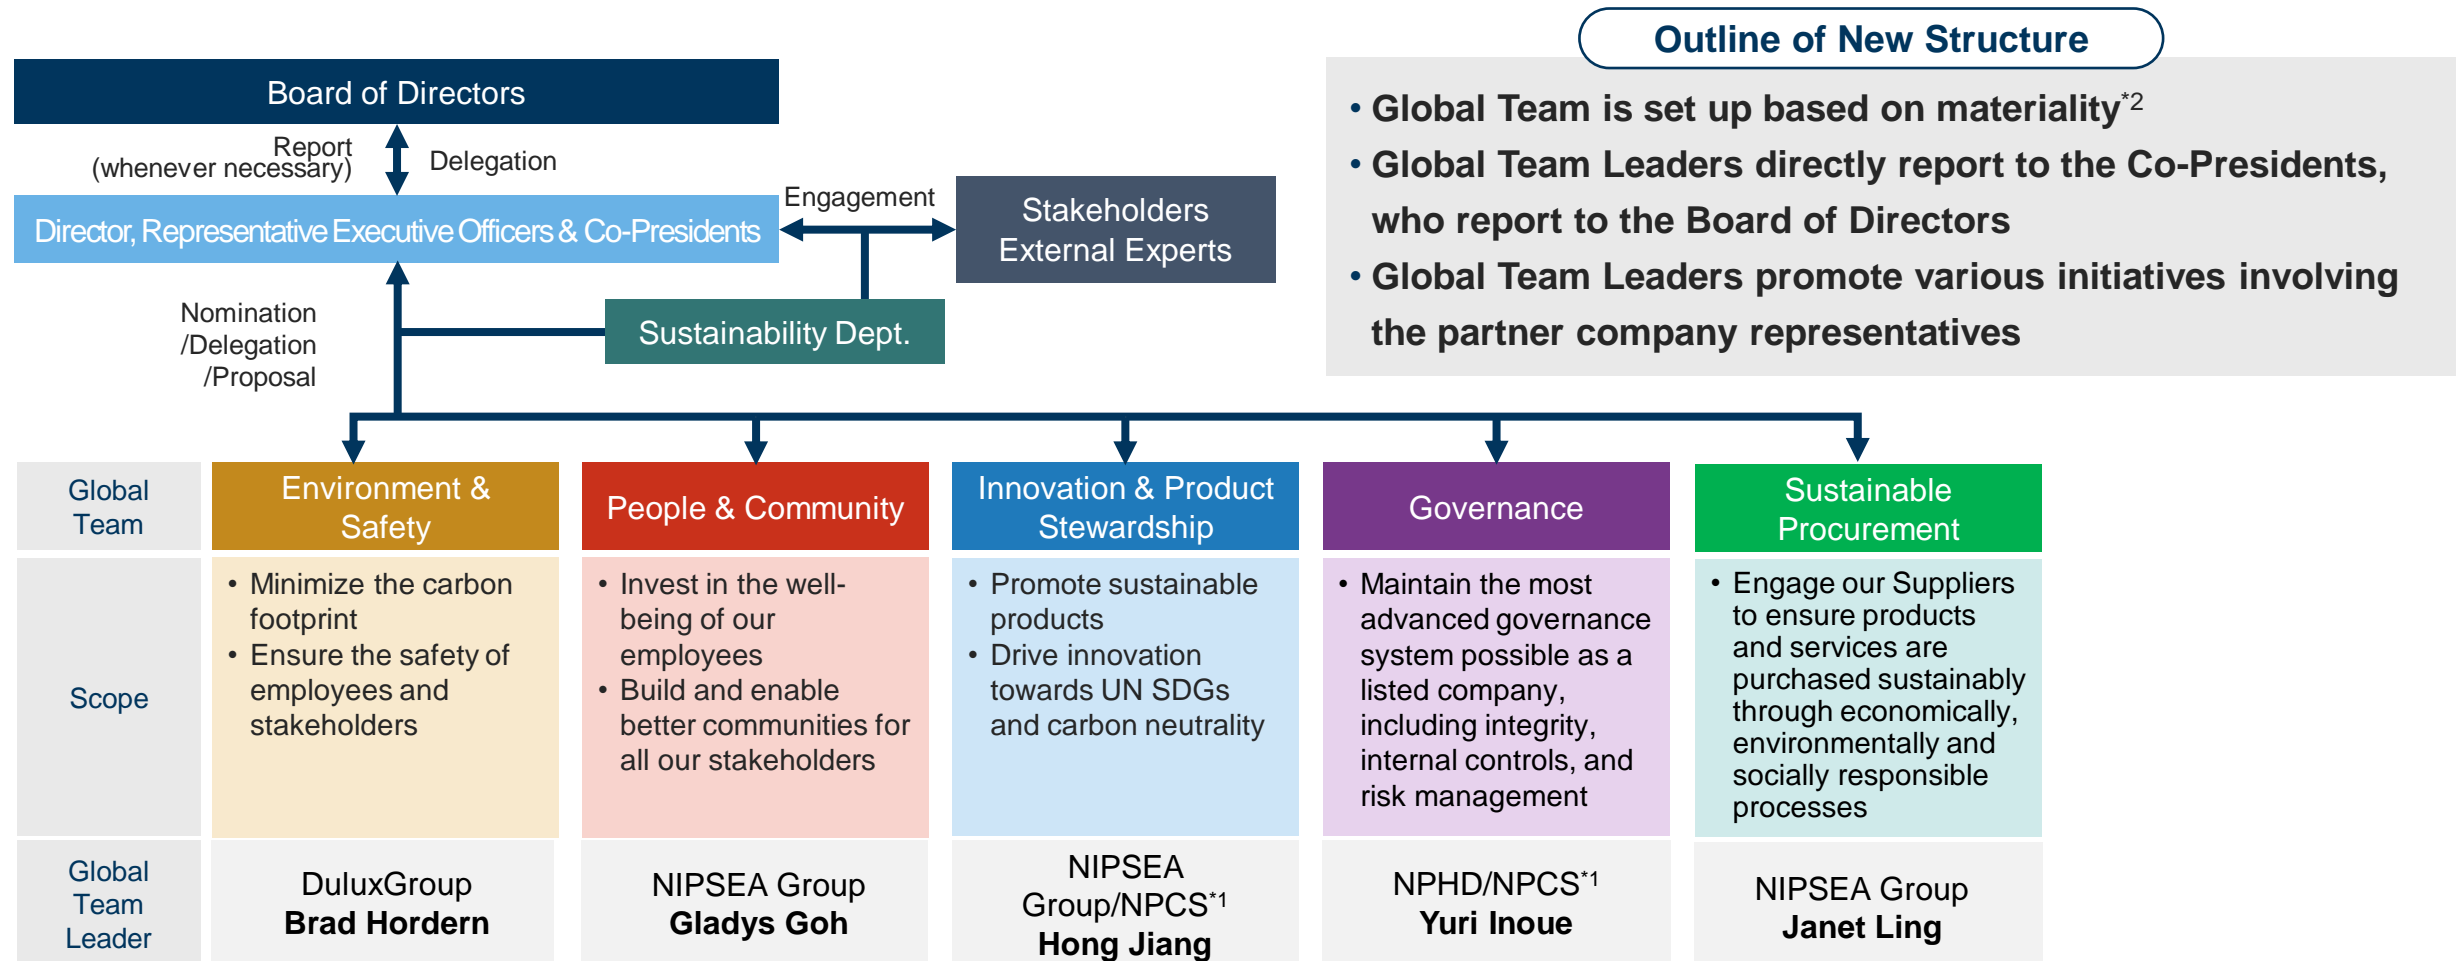 Outline of New Structure
• Global Team is set up based on materiality*2
• Global Team Leaders directly report to the Co-Presidents,
who report to the Board of Directors
• Global Team Leaders promote various initiatives involving
the partner company representatives
Board of Directors
Report
(whenever necessary)
Delegation
Director, Representative Executive Officers & Co-Presidents
Engagement
Stakeholders
External Experts
Nomination
/Delegation
/Proposal
Sustainability Dept.
Global
Team
Environment &
Safety
People & Community
Innovation & Product
Stewardship
Governance
Sustainable
Procurement
Scope
• Minimize the carbon
footprint
• Ensure the safety of
employees and
stakeholders
• Invest in the well-
being of our
employees
• Build and enable
better communities for
all our stakeholders
• Promote sustainable
products
• Drive innovation
towards UN SDGs
and carbon neutrality
• Maintain the most
advanced governance
system possible as a
listed company,
including integrity,
internal controls, and
risk management
• Engage our Suppliers
to ensure products
and services are
purchased sustainably
through economically,
environmentally and
socially responsible
processes
Global
Team
Leader
DuluxGroup
Brad Hordern
NIPSEA Group
Gladys Goh
NIPSEA
Group/NPCS*1
Hong Jiang
NPHD/NPCS*1
Yuri Inoue
NIPSEA Group
Janet Ling